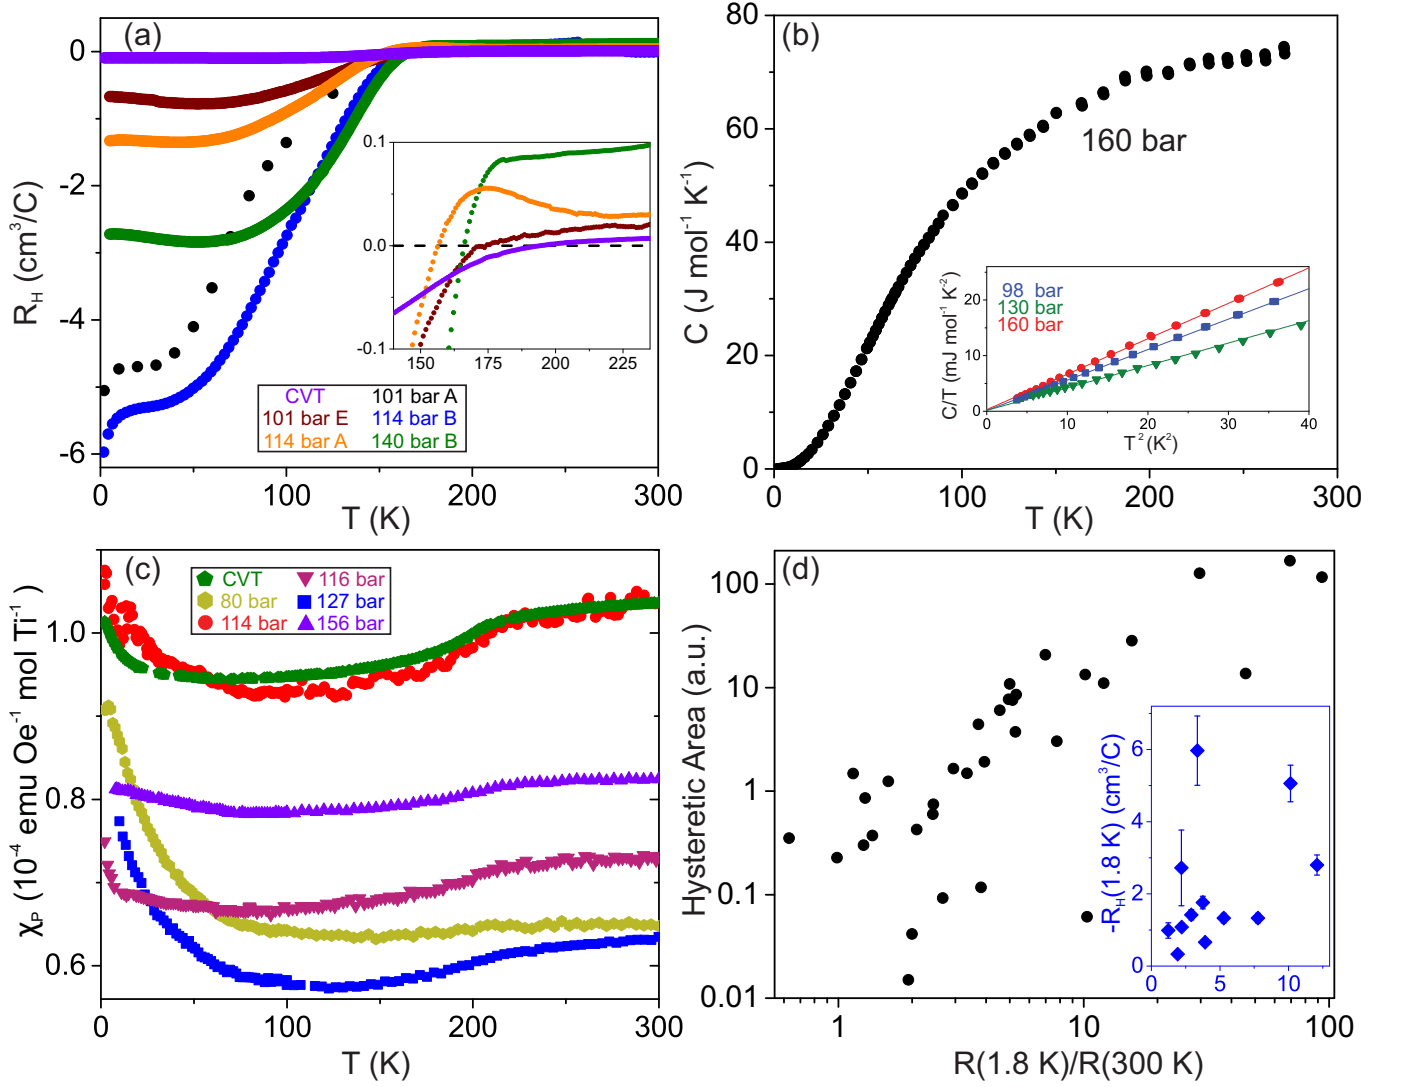 (a)
0
-2
-4
-6
R_H (cm³/C)
0.1
0.0
-0.1
150 175 200 225
CVT 101 bar A
101 bar E 114 bar B
114 bar A 140 bar B
0 100 200 300
T (K)
(b)
80
60
40
20
0
C (J mol⁻¹ K⁻¹)
160 bar
98 bar
130 bar
160 bar
20
10
0
C/T (mJ mol⁻¹ K⁻²)
0 10 20 30 40
T² (K²)
0 100 200 300
T (K)
(c)
CVT 116 bar
80 bar 127 bar
114 bar 156 bar
1.0
0.8
0.6
χ_P (10⁻⁴ emu Oe⁻¹ mol Ti⁻¹)
0 100 200 300
T (K)
(d)
100
10
1
0.1
0.01
Hysteretic Area (a.u.)
6
4
2
0
-R_H(1.8 K) (cm³/C)
0 5 10
1 10 100
R(1.8 K)/R(300 K)